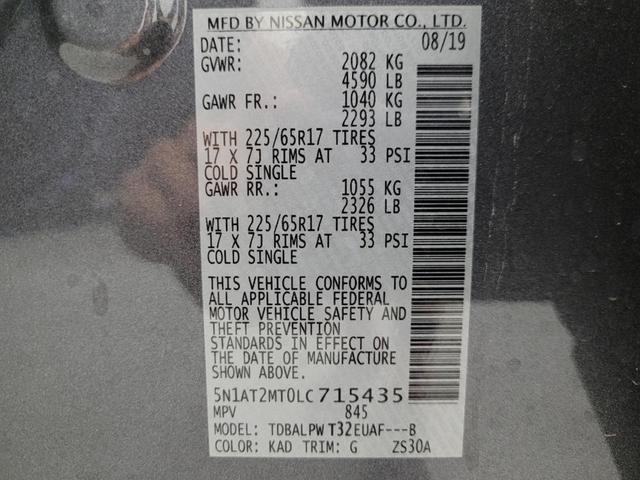 MFD BY NISSAN MOTOR CO., LTD.
DATE: 08/19
GVWR: 2082 KG
4590 LB
GAWR FR.: 1040 KG
2293 LB
WITH 225/65R17 TIRES
17 X 7J RIMS AT 33 PSI
COLD SINGLE
GAWR RR.: 1055 KG
2326 LB
WITH 225/65R17 TIRES
17 X 7J RIMS AT 33 PSI
COLD SINGLE
THIS VEHICLE CONFORMS TO
ALL APPLICABLE FEDERAL
MOTOR VEHICLE SAFETY AND
THEFT PREVENTION
STANDARDS IN EFFECT ON
THE DATE OF MANUFACTURE
SHOWN ABOVE.
5N1AT2MT0LC715435
MPV 845
MODEL: TDBALPW T32EUAF---B
COLOR: KAD TRIM: G ZS30A